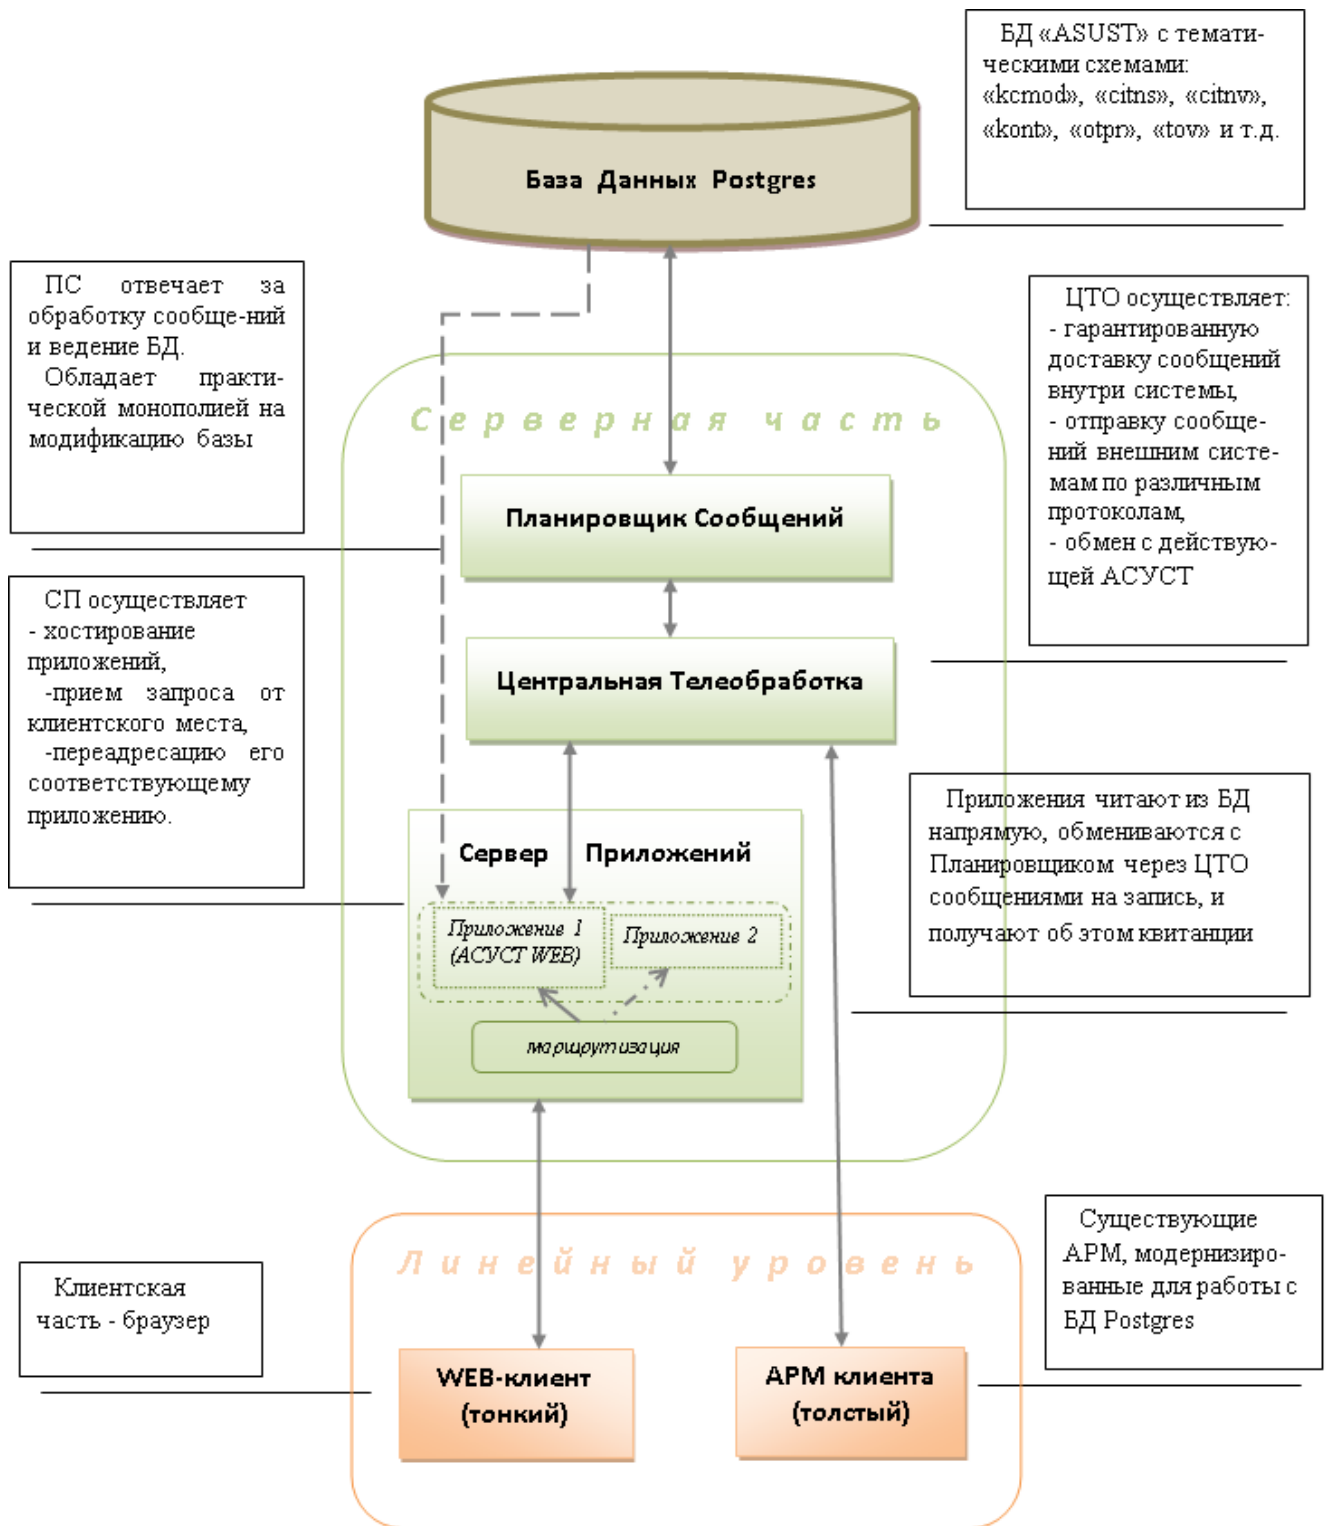 БД «ASUST» с темати-
ческими схемами:
«kcmod», «citns», «citnv»,
«kont», «otpr», «tov» и т.д.
База Данных Postgres
ПС отвечает за
обработку сообще-ний
и ведение БД.
Обладает практи-
ческой монополией на
модификацию базы
ЦТО осуществляет:
- гарантированную
доставку сообщений
внутри системы,
- отправку сообще-
ний внешним систе-
мам по различным
протоколам,
- обмен с действую-
щей АСУСТ
Серверная часть
Планировщик Сообщений
СП осуществляет
- хостирование
приложений,
-прием запроса от
клиентского места,
-переадресацию его
соответствующему
приложению.
Центральная Телеобработка
Приложения читают из БД
напрямую, обмениваются с
Планировщиком через ЦТО
сообщениями на запись, и
получают об этом квитанции
Сервер Приложений
Приложение 1
(АСУСТ WEB)
Приложение 2
маршрутизация
Линейный уровень
Клиентская
часть - браузер
Существующие
АРМ, модернизиро-
ванные для работы с
БД Postgres
WEB-клиент
(тонкий)
АРМ клиента
(толстый)